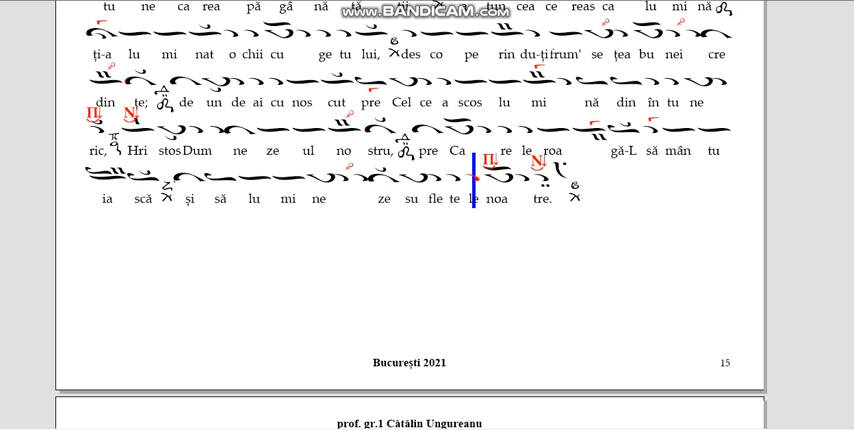 tu ne ca rea pă gâ nă tă ții tun cea ce reas ca lu mi nă
www.BANDICAM.com
ți-a lu mi nat o chii cu ge tu lui, des co pe rin du-ți frum' se țea bu nei cre
din te; de un de ai cu nos cut pre Cel ce a scos lu mi nă din în tu ne
ric, Hri stos Dum ne ze ul no stru, pre Ca re le roa gă-L să mân tu
ia scă și să lu mi ne ze su fle te le noa tre.
București 2021 15
prof. gr.1 Cătălin Ungureanu